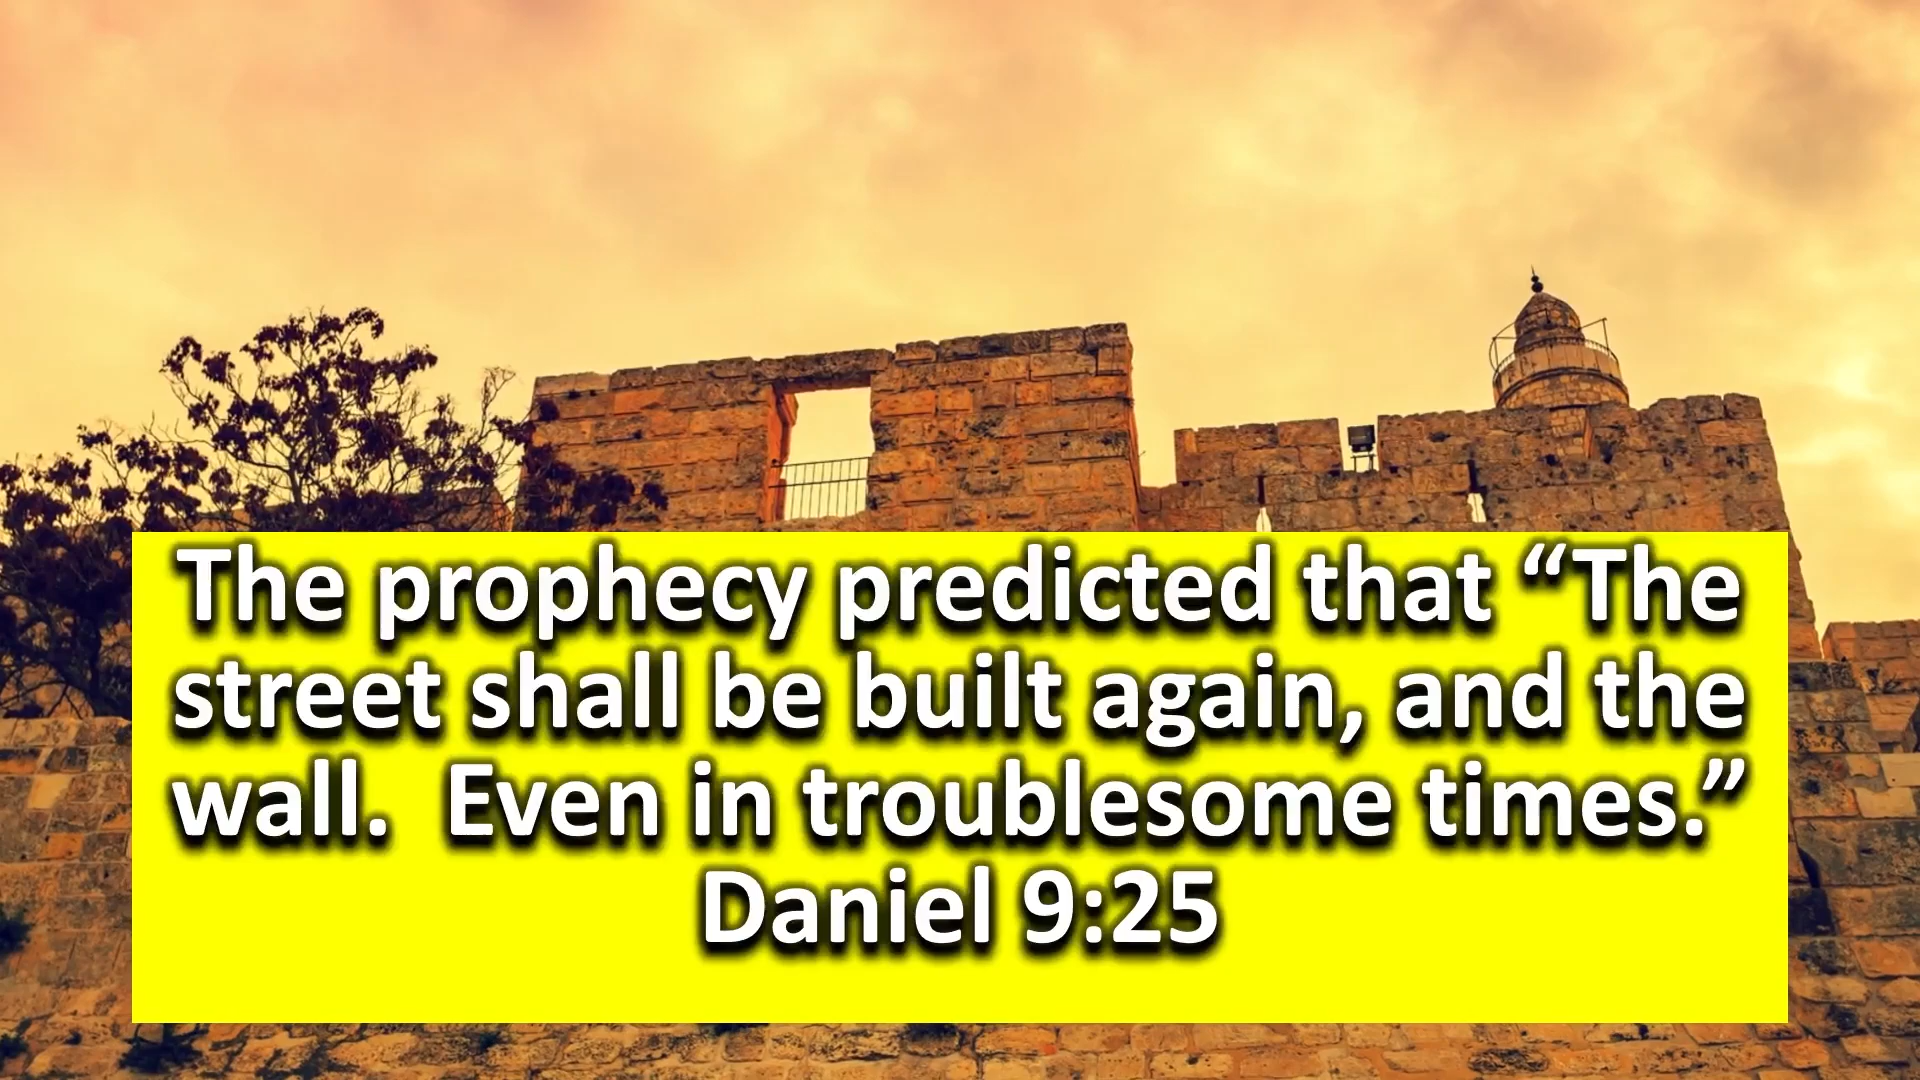 The prophecy predicted that “The
street shall be built again, and the
wall.  Even in troublesome times.”
Daniel 9:25